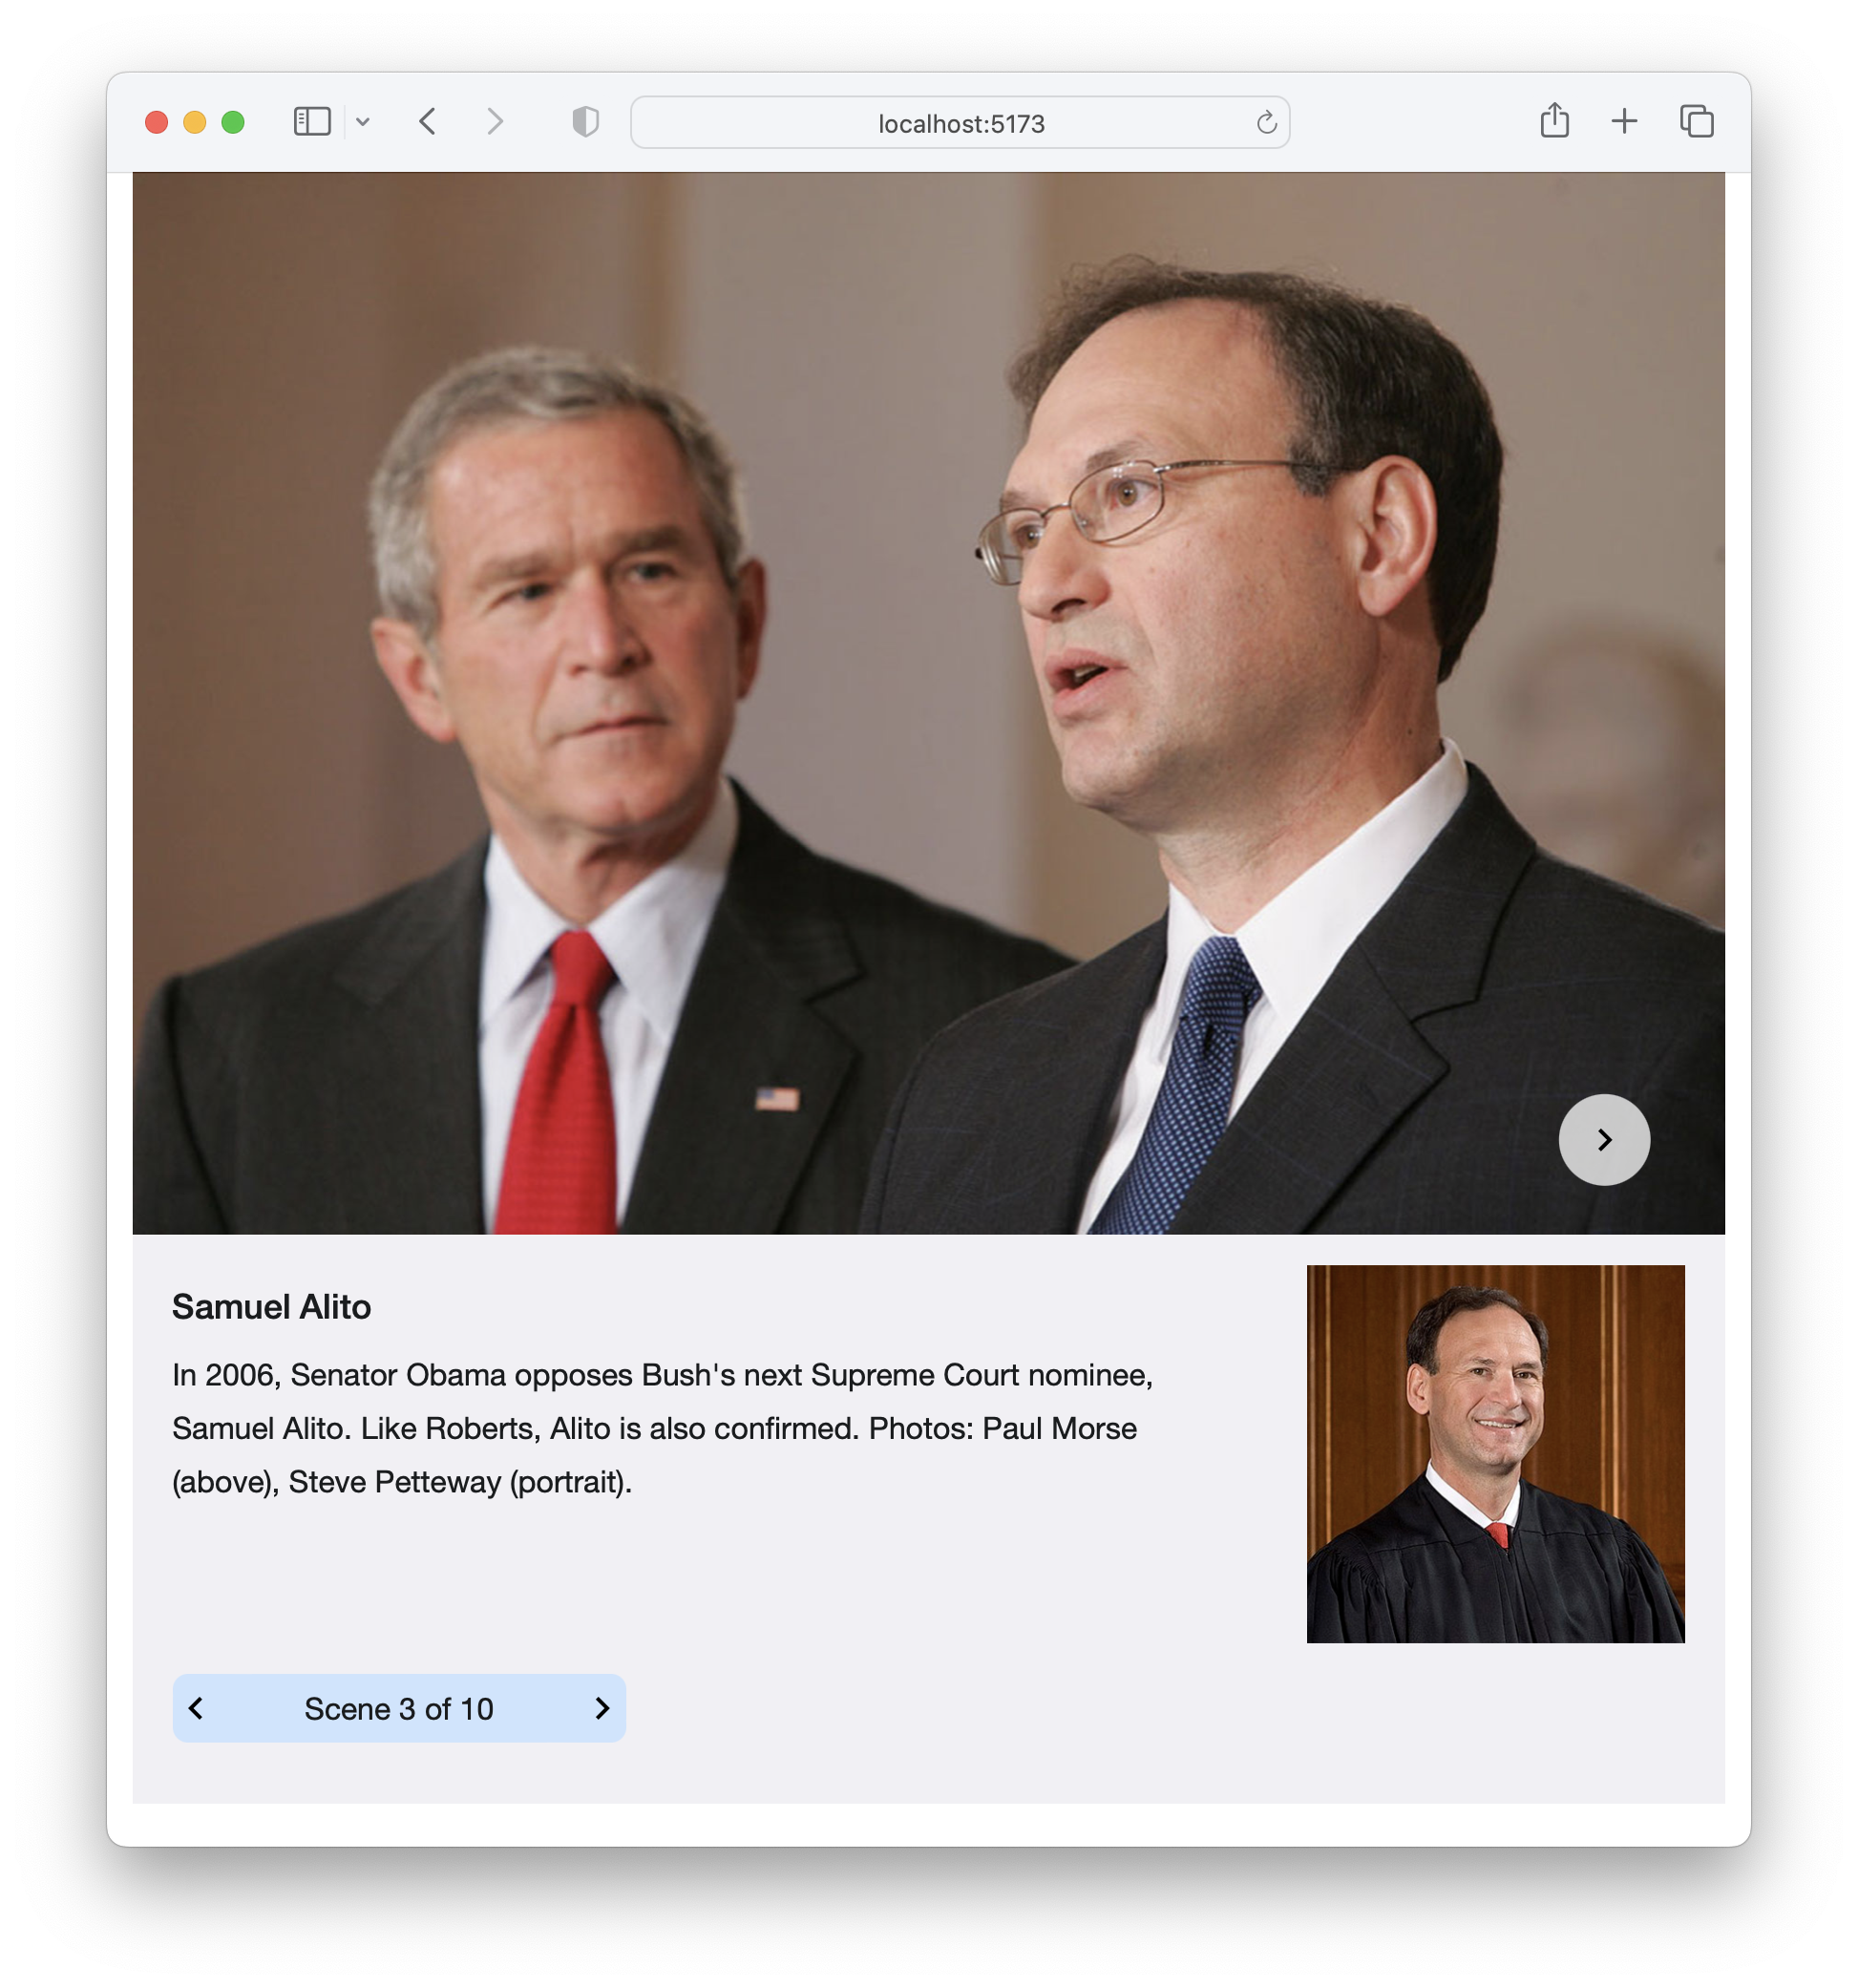 localhost:5173
Samuel Alito
In 2006, Senator Obama opposes Bush's next Supreme Court nominee,
Samuel Alito. Like Roberts, Alito is also confirmed. Photos: Paul Morse
(above), Steve Petteway (portrait).
Scene 3 of 10